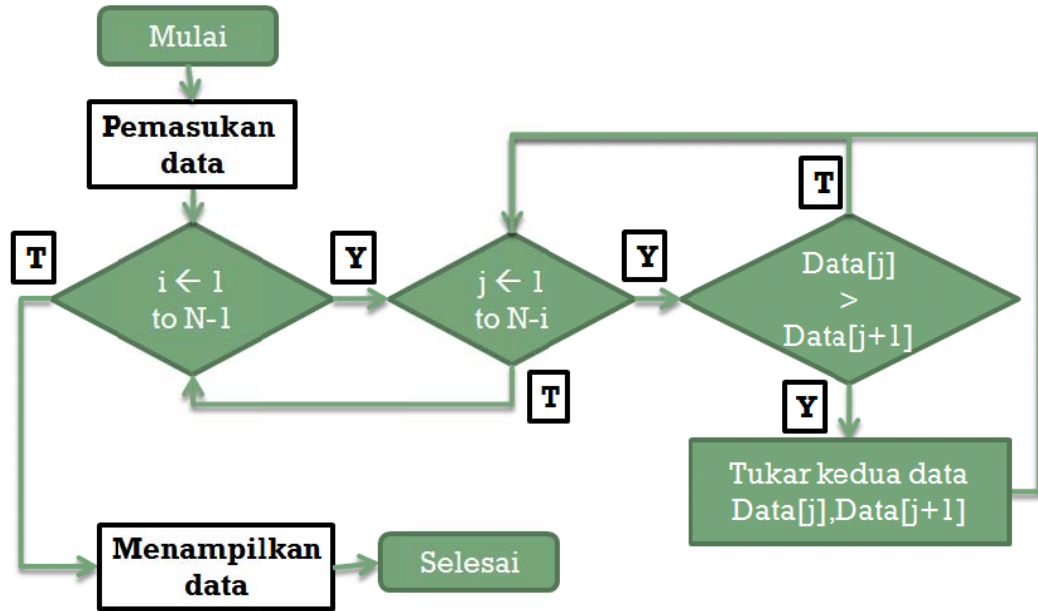 Mulai
Pemasukan
data
T
i ← 1
to N-1
Y
j ← 1
to N-i
Y
T
Data[j]
>
Data[j+1]
T
Y
Tukar kedua data
Data[j],Data[j+1]
Menampilkan
data
Selesai